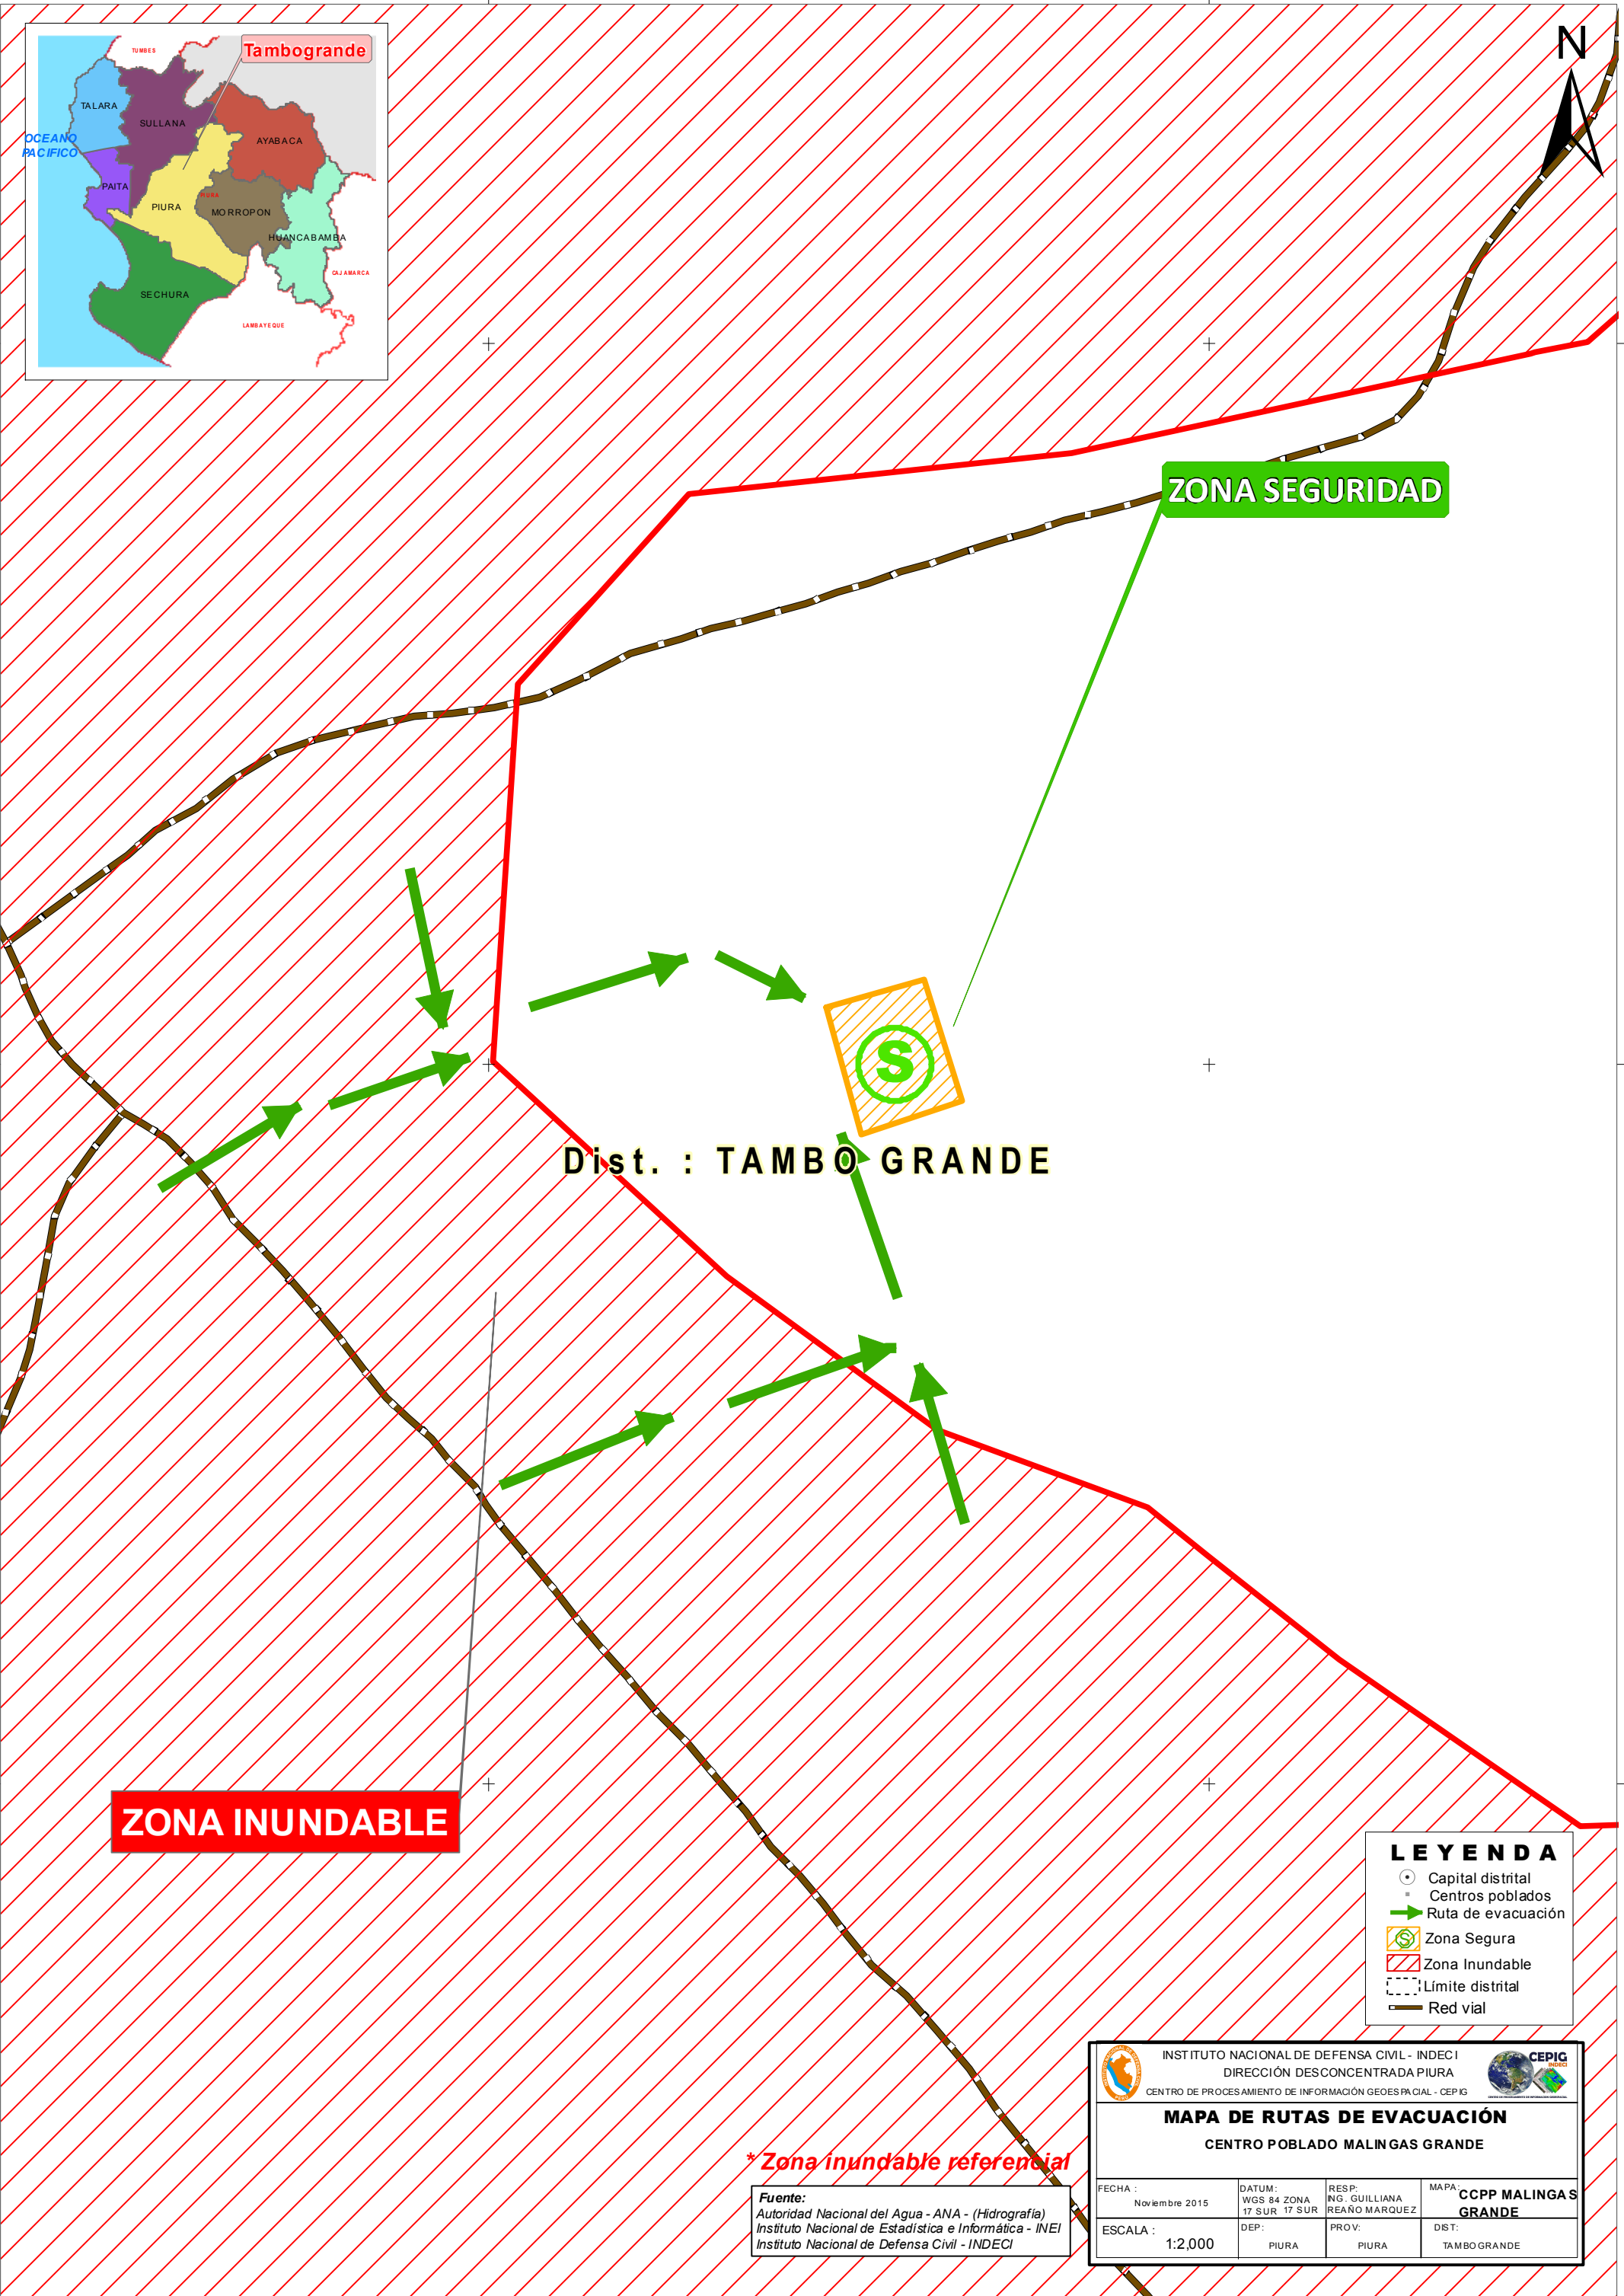 Tambogrande
TUMBES
TALARA
SULLANA
OCEANO
PACIFICO
AYABACA
PAITA
PIURA
PIURA
MORROPON
HUANCABAMBA
CAJAMARCA
SECHURA
LAMBAYEQUE
N
ZONA SEGURIDAD
S
Dist. : TAMBO GRANDE
ZONA INUNDABLE
LEYENDA
Capital distrital
Centros poblados
Ruta de evacuación
S Zona Segura
Zona Inundable
Límite distrital
Red vial
* Zona inundable referencial
Fuente:
Autoridad Nacional del Agua - ANA - (Hidrografía)
Instituto Nacional de Estadística e Informática - INEI
Instituto Nacional de Defensa Civil - INDECI
INSTITUTO NACIONAL DE DEFENSA CIVIL - INDECI
DIRECCIÓN DESCONCENTRADA PIURA
CENTRO DE PROCESAMIENTO DE INFORMACIÓN GEOESPACIAL - CEPIG
CEPIG
INDECI
MAPA DE RUTAS DE EVACUACIÓN
CENTRO POBLADO MALINGAS GRANDE
FECHA :
Noviembre 2015
DATUM:
WGS 84 ZONA
17 SUR 17 SUR
RESP:
ING. GUILLIANA
REAÑO MARQUEZ
MAPA:
CCPP MALINGAS
GRANDE
ESCALA :
1:2,000
DEP:
PIURA
PROV:
PIURA
DIST:
TAMBOGRANDE